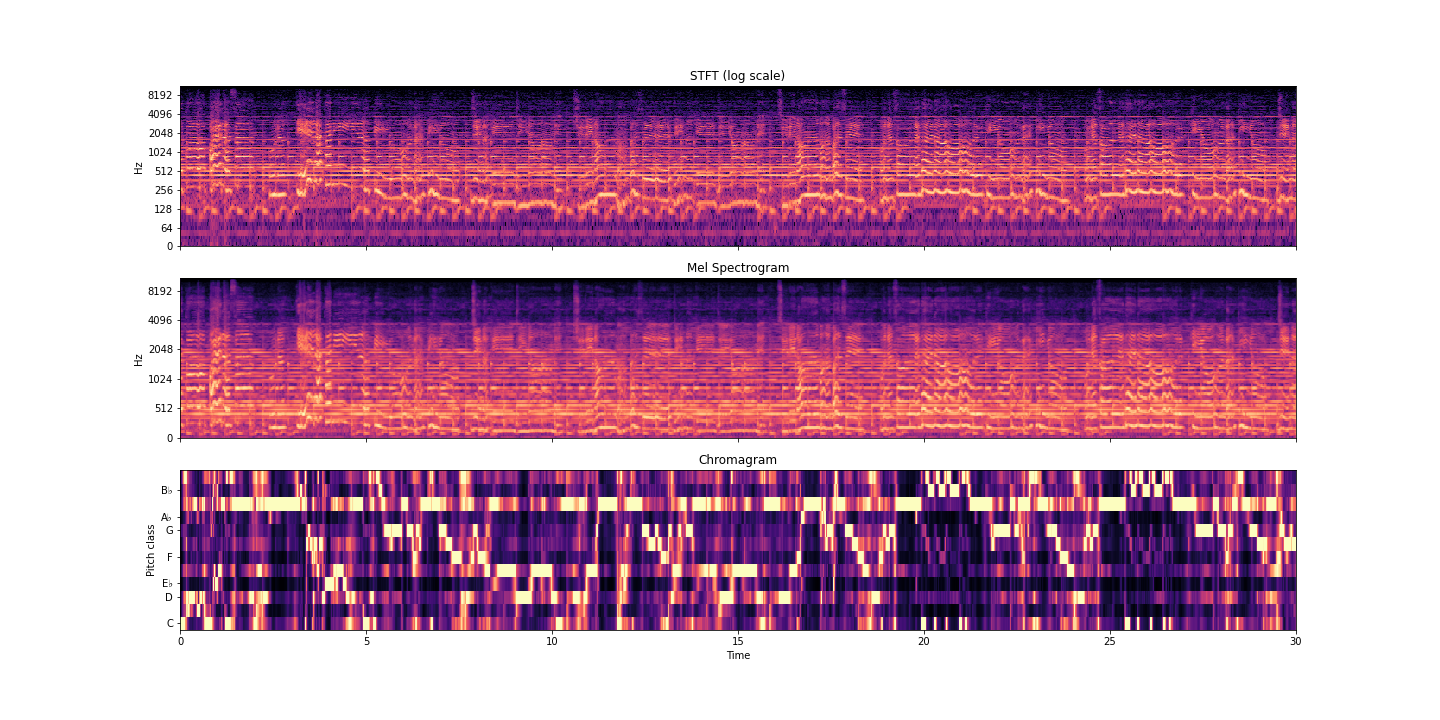 STFT (log scale)
8192
4096
2048
1024
512
256
128
64
0
Hz
Mel Spectrogram
8192
4096
2048
1024
512
0
Hz
Chromagram
B♭
A♭
G
F
E♭
D
C
Pitch class
0 5 10 15 20 25 30
Time